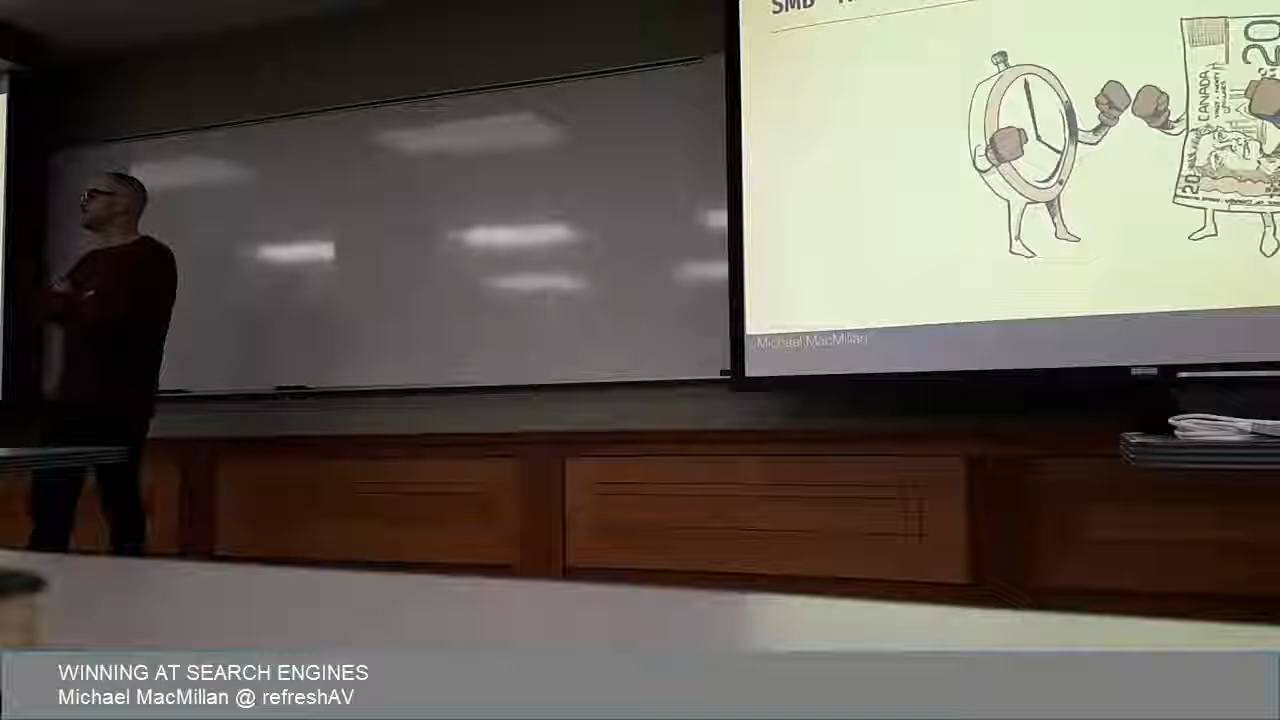 SMB
20
CANADA
20
Michael MacMillan
WINNING AT SEARCH ENGINES
Michael MacMillan @ refreshAV